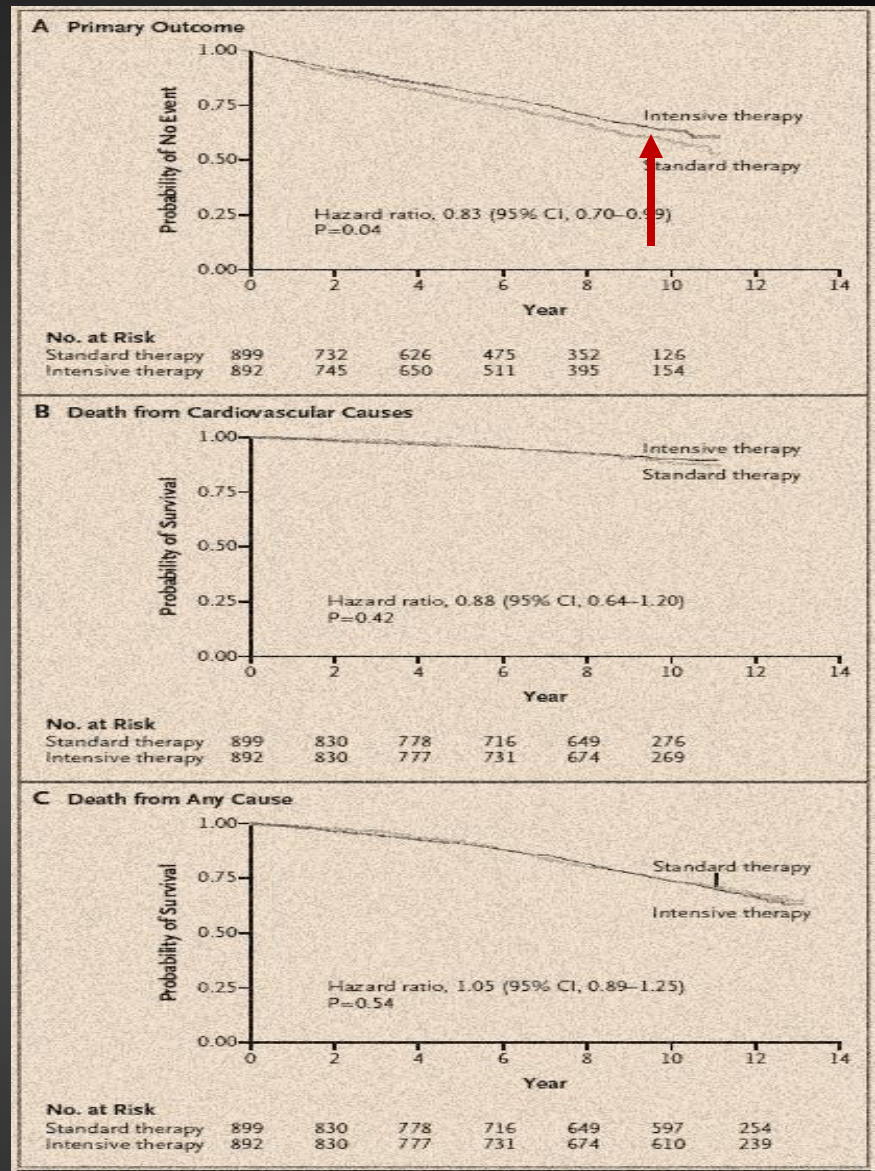 A Primary Outcome
1.00
0.75
0.50
0.25
0.00
Probability of No Event
Intensive therapy
Standard therapy
Hazard ratio, 0.83 (95% CI, 0.70–0.99)
P=0.04
0 2 4 6 8 10 12 14
Year
No. at Risk
Standard therapy 899 732 626 475 352 126
Intensive therapy 892 745 650 511 395 154
B Death from Cardiovascular Causes
1.00
0.75
0.50
0.25
0.00
Probability of Survival
Intensive therapy
Standard therapy
Hazard ratio, 0.88 (95% CI, 0.64–1.20)
P=0.42
0 2 4 6 8 10 12 14
Year
No. at Risk
Standard therapy 899 830 778 716 649 276
Intensive therapy 892 830 777 731 674 269
C Death from Any Cause
1.00
0.75
0.50
0.25
0.00
Probability of Survival
Standard therapy
Intensive therapy
Hazard ratio, 1.05 (95% CI, 0.89–1.25)
P=0.54
0 2 4 6 8 10 12 14
Year
No. at Risk
Standard therapy 899 830 778 716 649 597 254
Intensive therapy 892 830 777 731 674 610 239